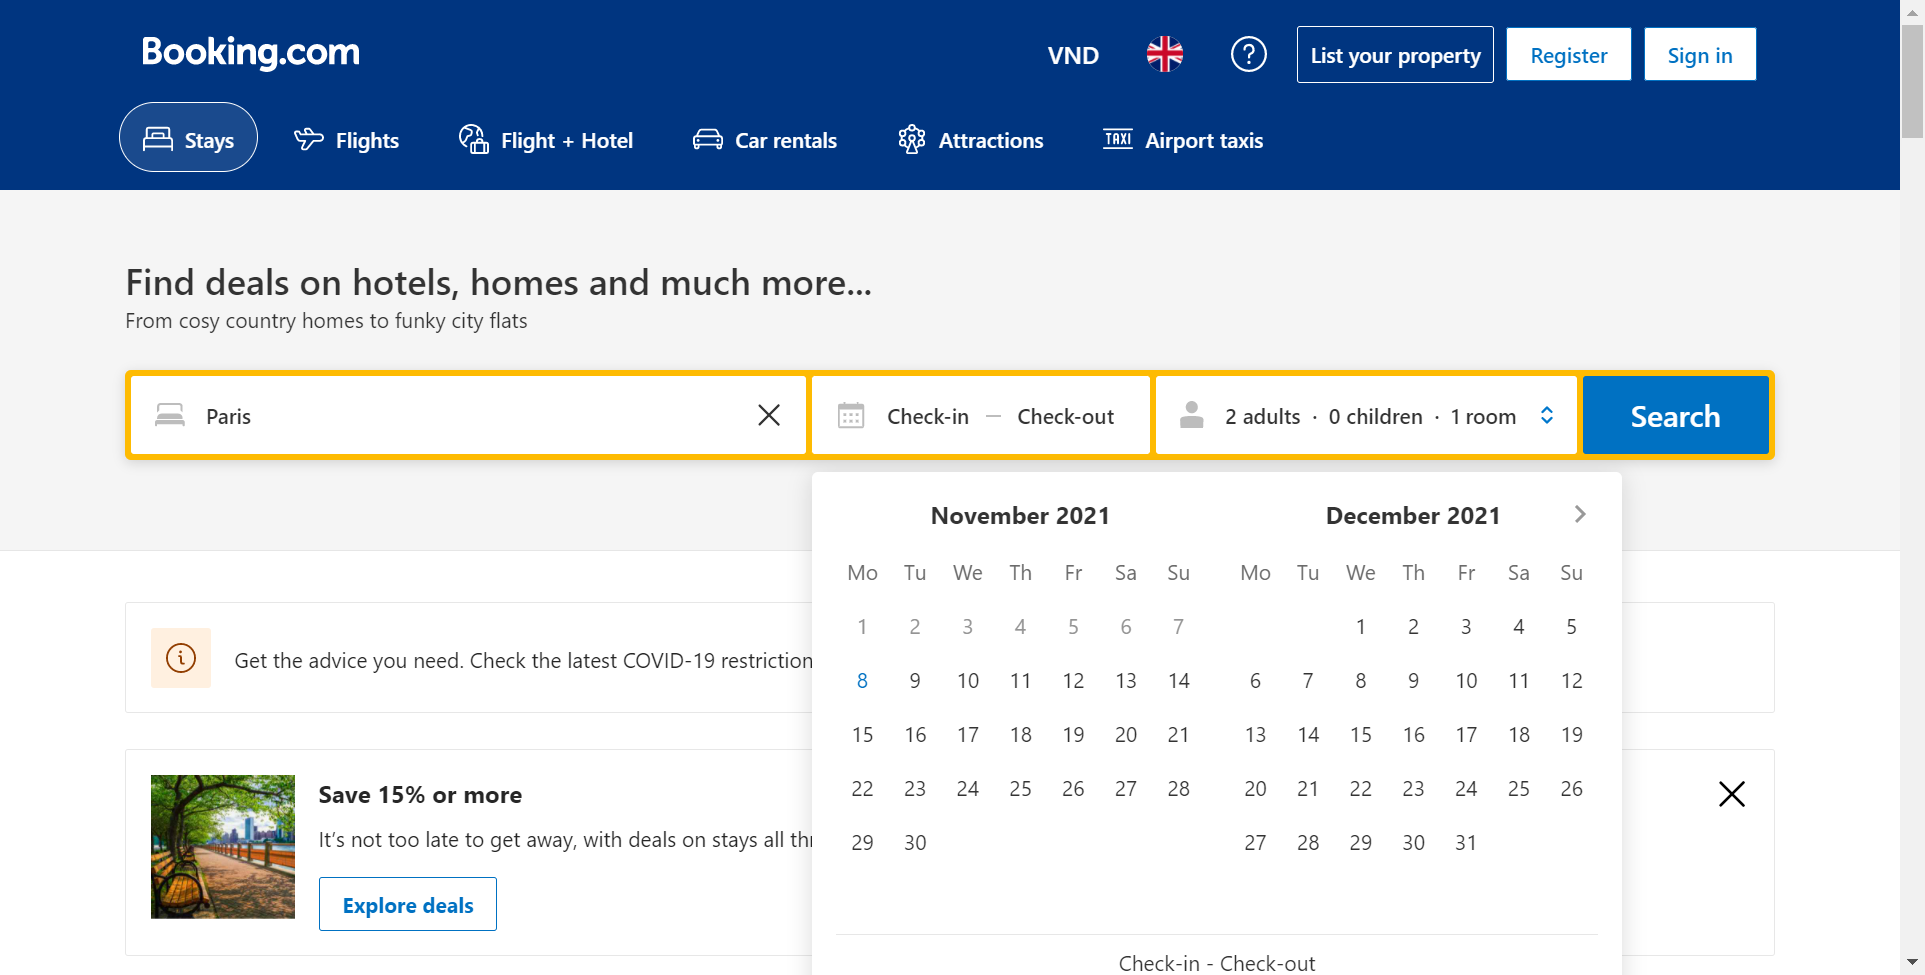 Booking.com
VND
List your property
Register
Sign in
Stays
Flights
Flight + Hotel
Car rentals
Attractions
TAXI
Airport taxis
Find deals on hotels, homes and much more...
From cosy country homes to funky city flats
Paris
Check-in — Check-out
2 adults · 0 children · 1 room
Search
November 2021
Mo Tu We Th Fr Sa Su
1 2 3 4 5 6 7
8 9 10 11 12 13 14
15 16 17 18 19 20 21
22 23 24 25 26 27 28
29 30
December 2021
Mo Tu We Th Fr Sa Su
1 2 3 4 5
6 7 8 9 10 11 12
13 14 15 16 17 18 19
20 21 22 23 24 25 26
27 28 29 30 31
Check-in - Check-out
Get the advice you need. Check the latest COVID-19 restriction
Save 15% or more
It’s not too late to get away, with deals on stays all
Explore deals